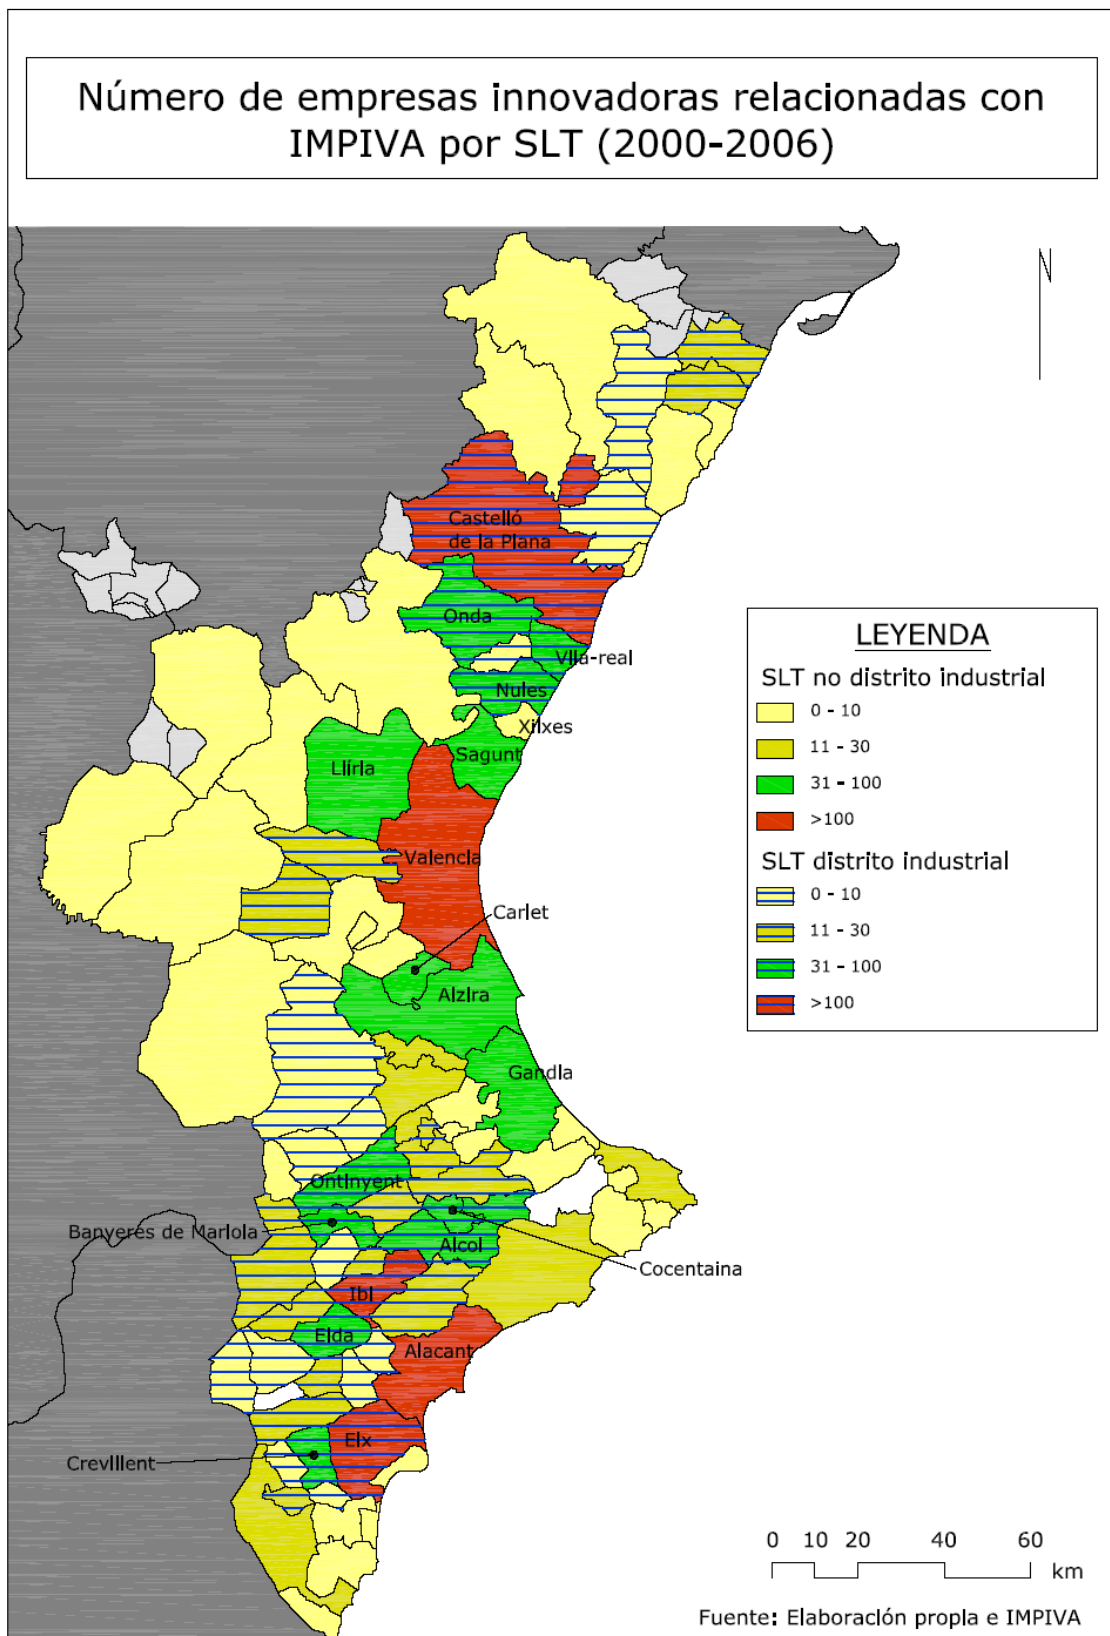 Número de empresas innovadoras relacionadas con
IMPIVA por SLT (2000-2006)
N
Castelló
de la Plana
Onda
VIla-real
Nules
Xilxes
Sagunt
LlírIa
ValencIa
Carlet
AlzIra
GandIa
OntInyent
Banyeres de MarIola
AlcoI
Cocentaina
IbI
Elda
Alacant
Elx
CrevIllent
LEYENDA
SLT no distrito industrial
0 - 10
11 - 30
31 - 100
>100
SLT distrito industrial
0 - 10
11 - 30
31 - 100
>100
0 10 20 40 60
km
Fuente: ElaboracIón propIa e IMPIVA